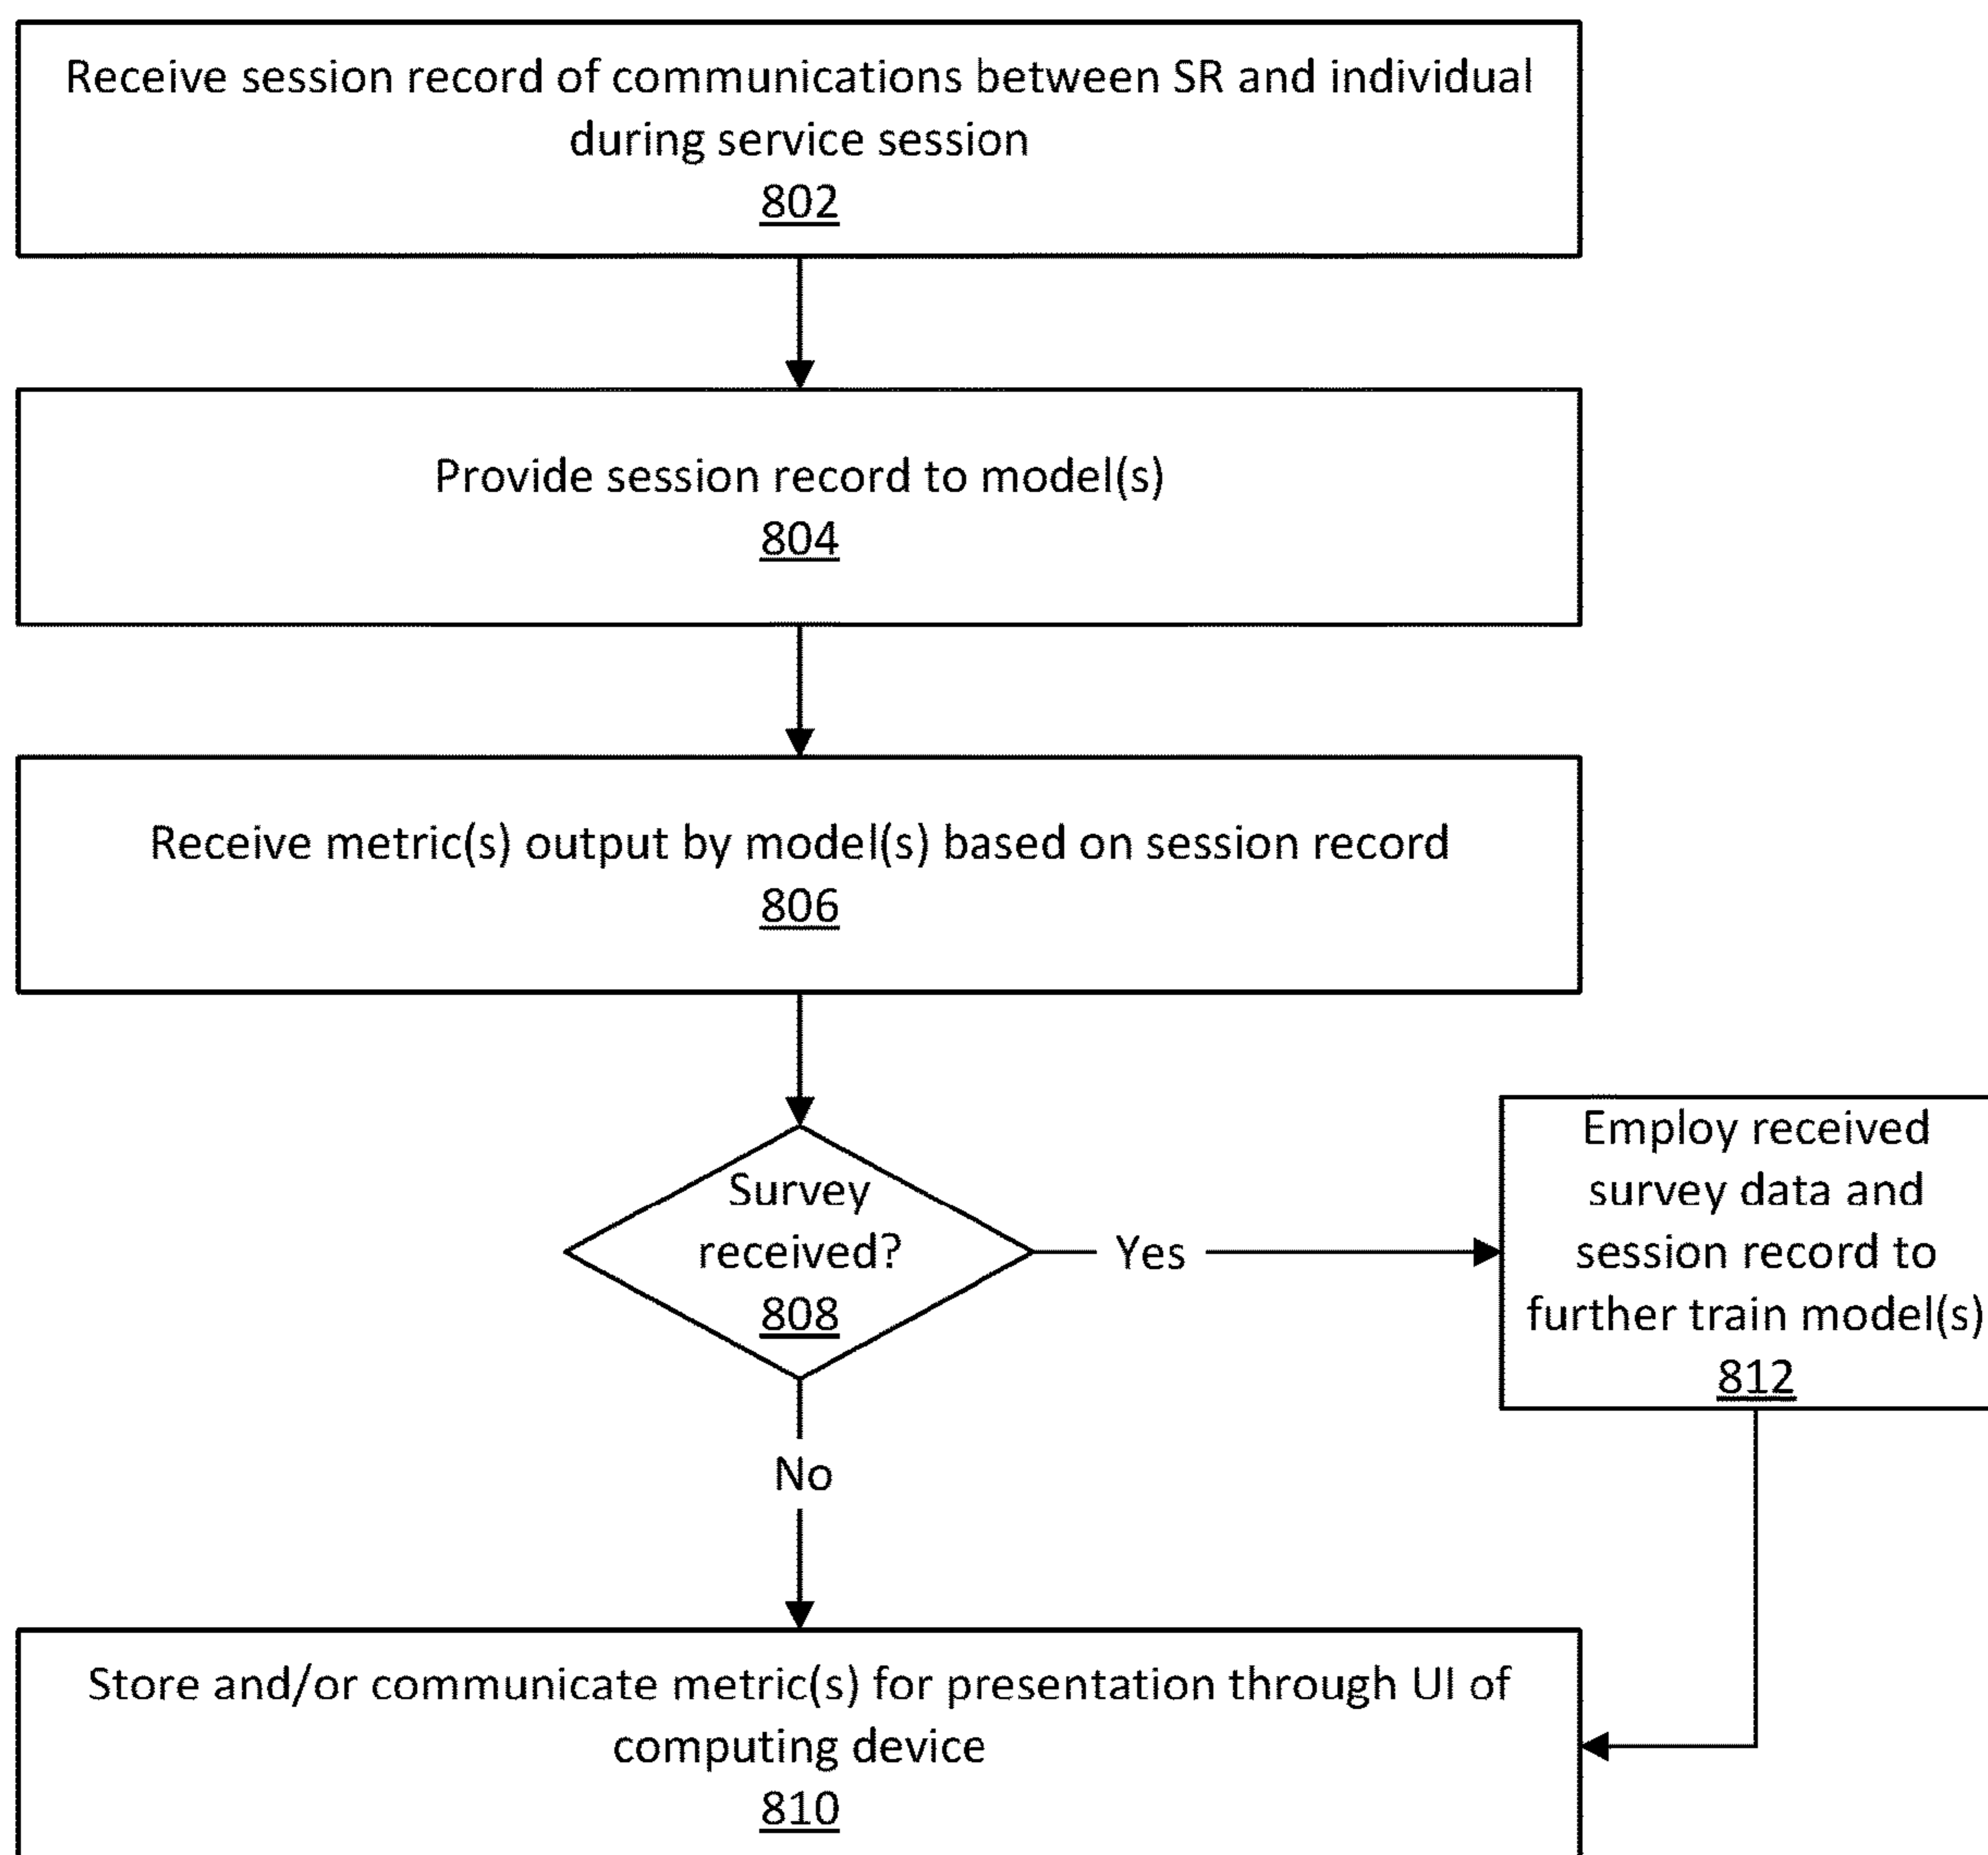 Receive session record of communications between SR and individual
during service session
802
Provide session record to model(s)
804
Receive metric(s) output by model(s) based on session record
806
Survey
received?
808
Yes
Employ received
survey data and
session record to
further train model(s)
812
No
Store and/or communicate metric(s) for presentation through UI of
computing device
810